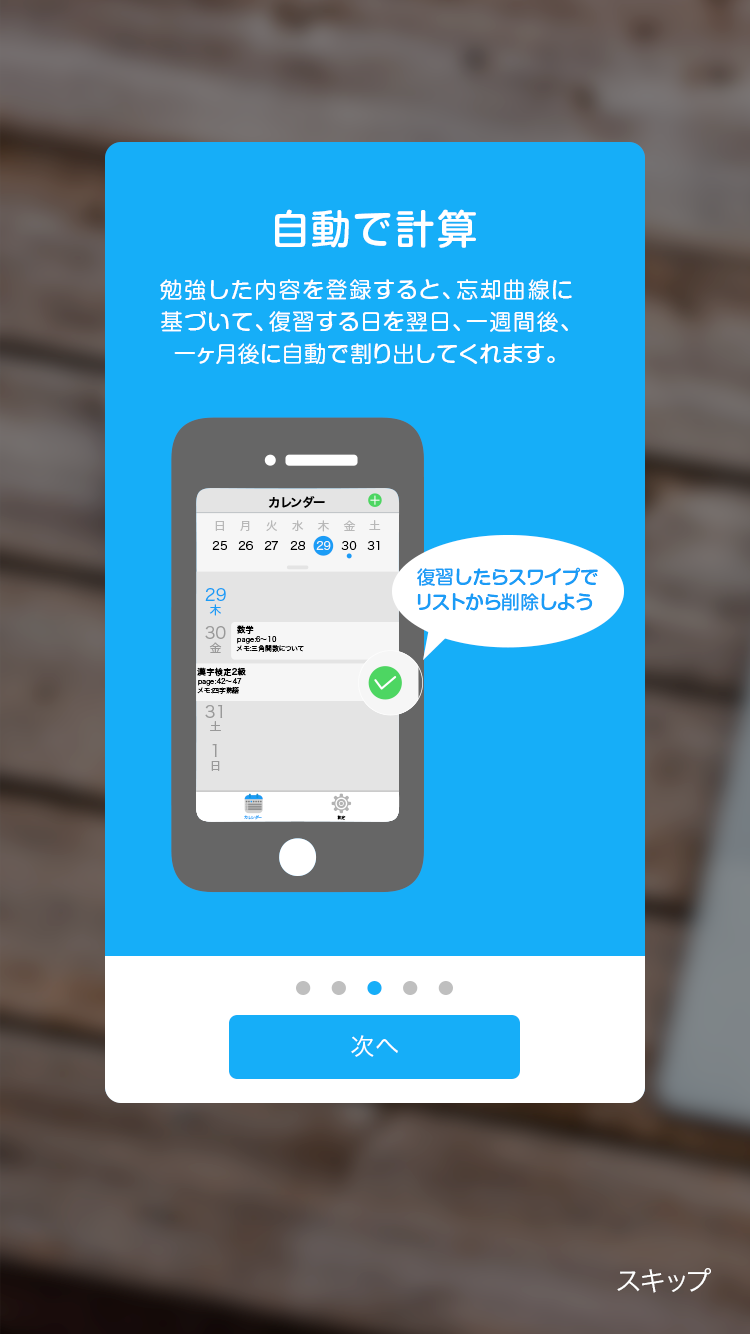 自動で計算
勉強した内容を登録すると、忘却曲線に
基づいて、復習する日を翌日、一週間後、
一ヶ月後に自動で割り出してくれます。
カレンダー
日 月 火 水 木 金 土
25 26 27 28 29 30 31
復習したらスワイプで
リストから削除しよう
29
木
30
金
数学
page:6〜10
メモ:三角関数について
漢字検定2級
page:42〜47
メモ:四字熟語
31
土
1
日
カレンダー
設定
次へ
スキップ